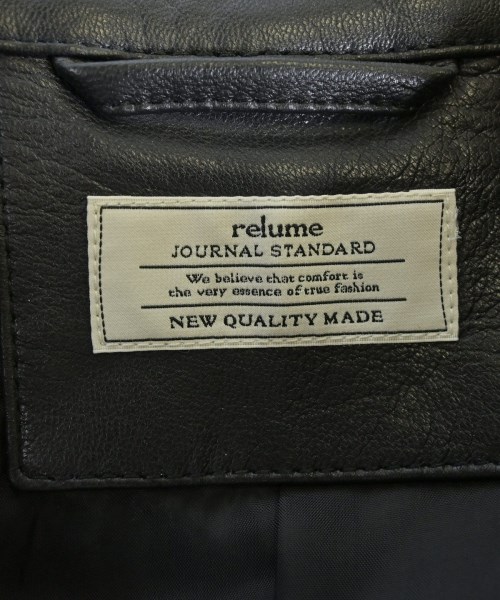 relume
JOURNAL STANDARD
We believe that comfort is
the very essence of true fashion
NEW QUALITY MADE